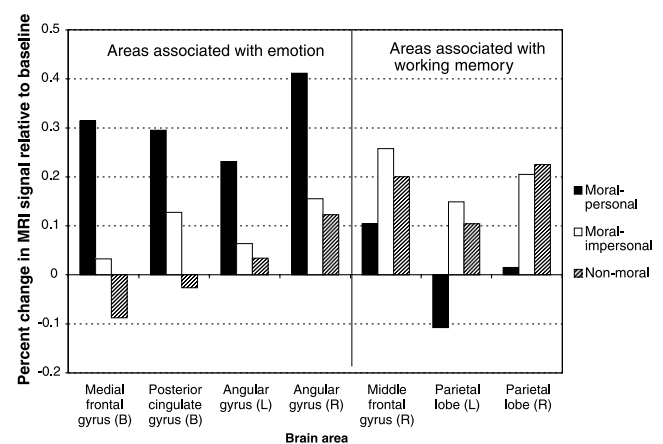 Percent change in MRI signal relative to baseline
0.5
0.4
0.3
0.2
0.1
0
-0.1
-0.2
Areas associated with emotion
Areas associated with
working memory
Medial
frontal
gyrus (B)
Posterior
cingulate
gyrus (B)
Angular
gyrus (L)
Angular
gyrus (R)
Middle
frontal
gyrus (R)
Parietal
lobe (L)
Parietal
lobe (R)
Brain area
Moral-
personal
Moral-
impersonal
Non-moral